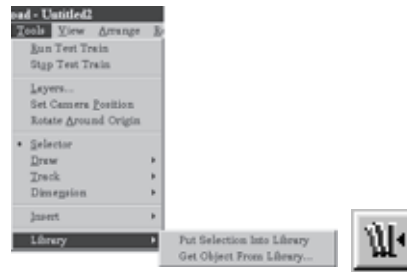 oad - Untitled2
Tools View Arrange
Run Test Train
Stop Test Train
Layers...
Set Camera Position
Rotate Around Origin
Selector
Draw
Track
Dimension
Insert
Library
Put Selection Into Library
Get Object From Library...